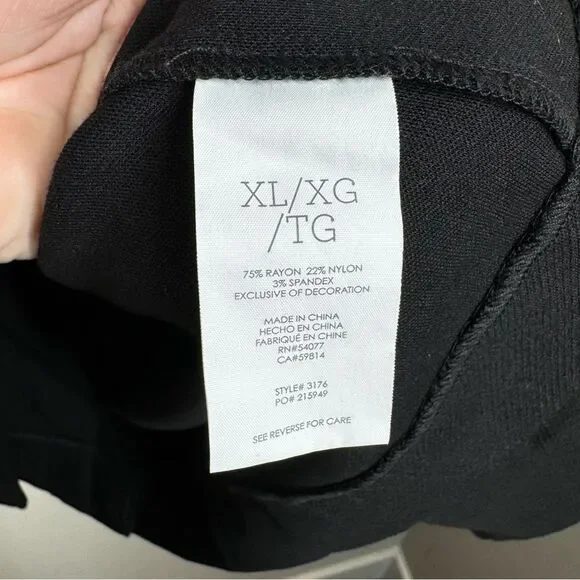 XL/XG
/TG
75% RAYON 22% NYLON
3% SPANDEX
EXCLUSIVE OF DECORATION
MADE IN CHINA
HECHO EN CHINA
FABRIQUÉ EN CHINE
RN#54077
CA#59814
STYLE# 3176
PO# 215949
SEE REVERSE FOR CARE